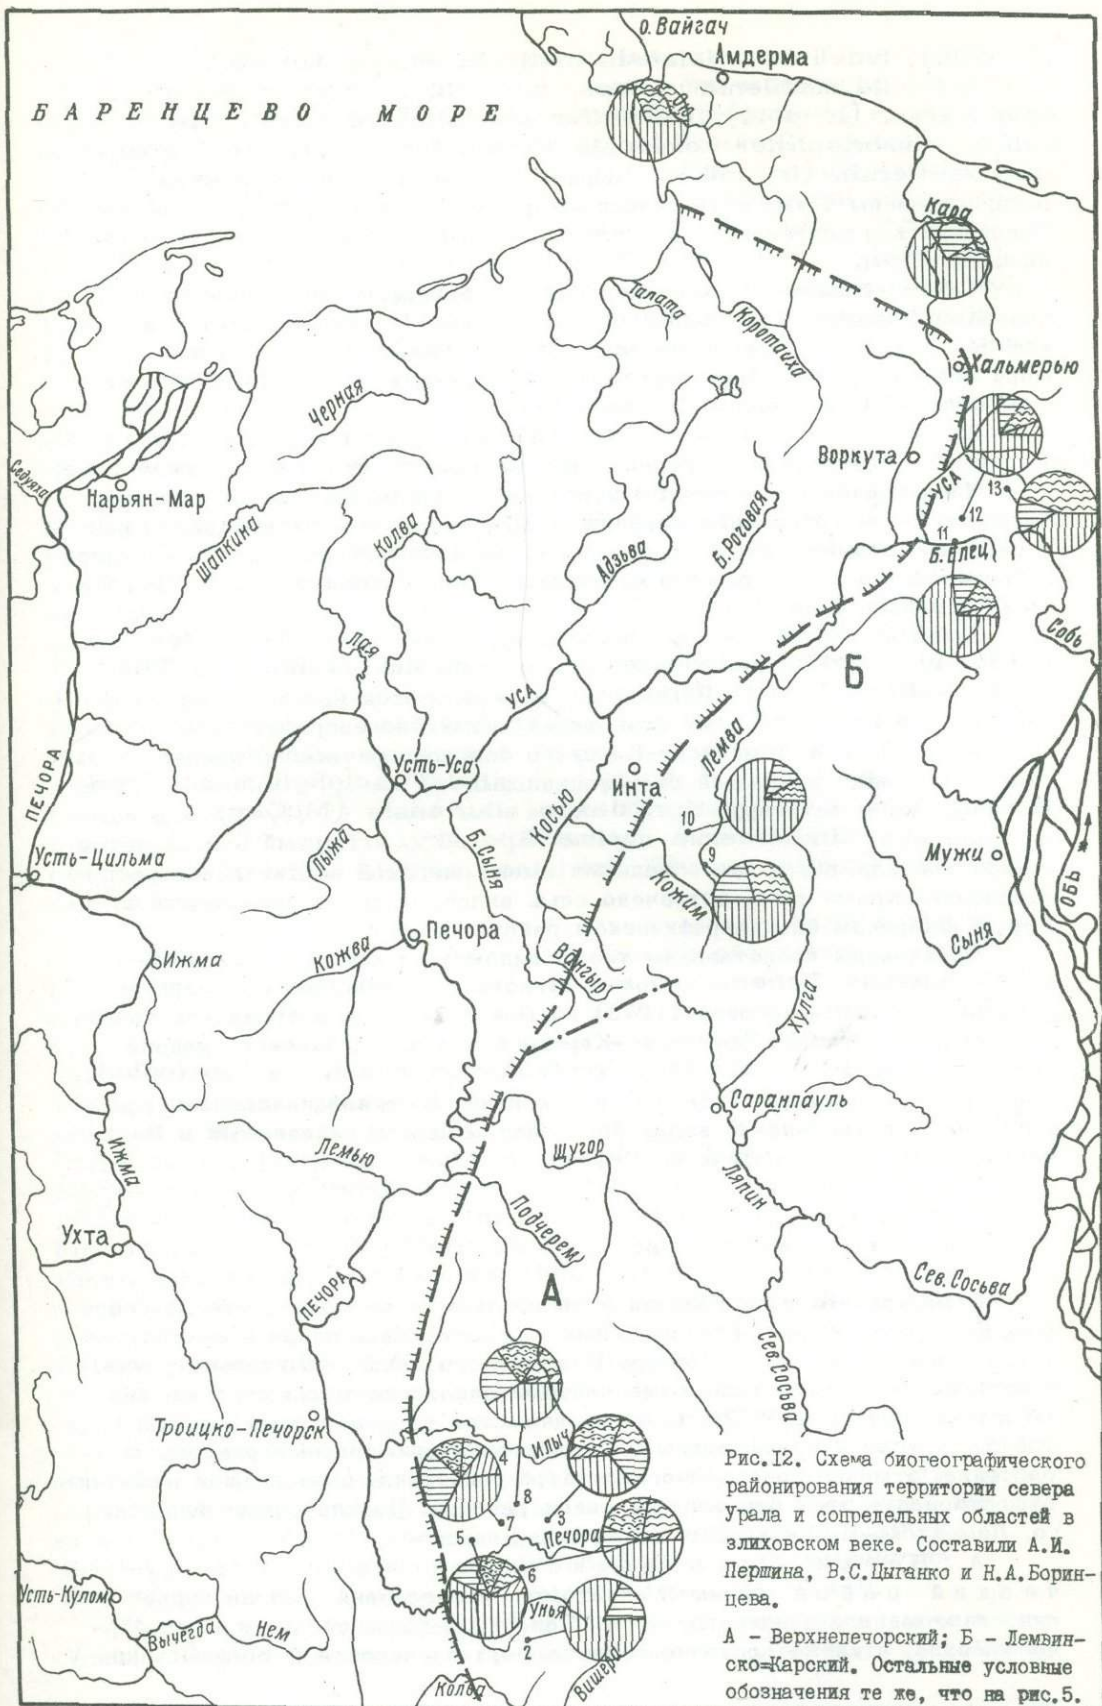 о. Вайгач
Амдерма
БАРЕНЦЕВО МОРЕ
Ою
Кара
Талата
Коротаиха
Хальмерью
Черная
Воркута
Седуяха
Нарьян-Мар
УСА
13
12
Шапкина
Колва
Адзьва
Б. Роговая
11
Б. Елец
Лая
Собь
Б
УСА
ПЕЧОРА
Усть-Уса
Лемва
Инта
Косью
10
Лыжа
Б. Сыня
9
Мужи
ОБЬ
Усть-Цильма
Кожим
Печора
Сыня
Ижма
Кожва
Вангыр
Хулга
Саранпауль
Щугор
Лемью
Ижма
Ляпин
Подчерем
Ухта
А
ПЕЧОРА
Сев. Сосьва
Сев. Сосьва
Троицко-Печорск
Илыч
4
8
7
3
Печора
6
Усть-Кулом
Унья
Вычегда
Нем
2
Вишера
Колва
Рис.I2. Схема биогеографического
районирования территории севера
Урала и сопредельных областей в
злиховском веке. Составили А.И.
Першина, В.С.Цыганко и Н.А.Борин-
цева.
А - Верхнепечорский; Б - Лемвин-
ско=Карский. Остальные условные
обозначения те же, что на рис.5.